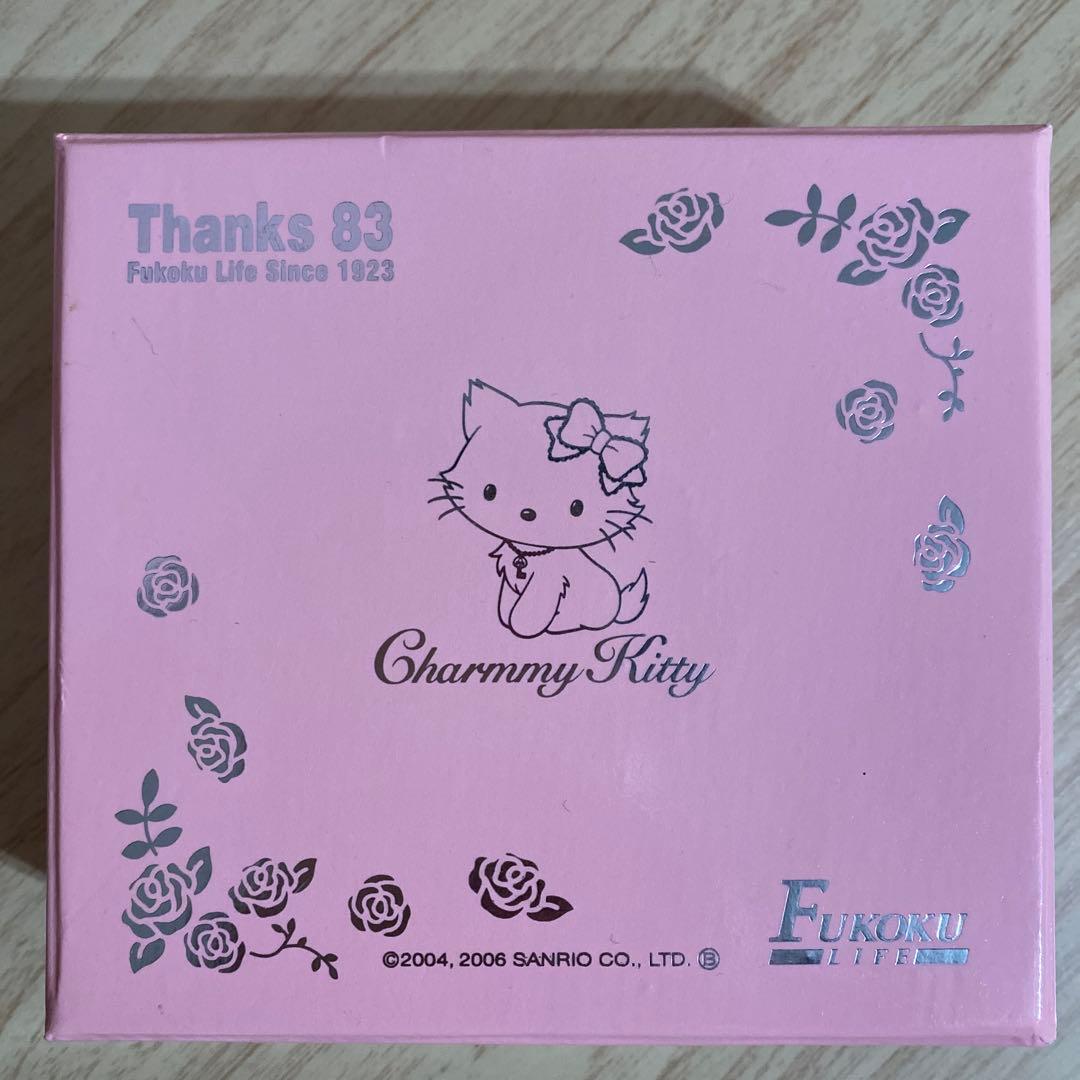 Thanks 83
Fukoku Life Since 1923
Charmmy Kitty
©2004, 2006 SANRIO CO., LTD. Ⓑ
FUKOKU
LIFE